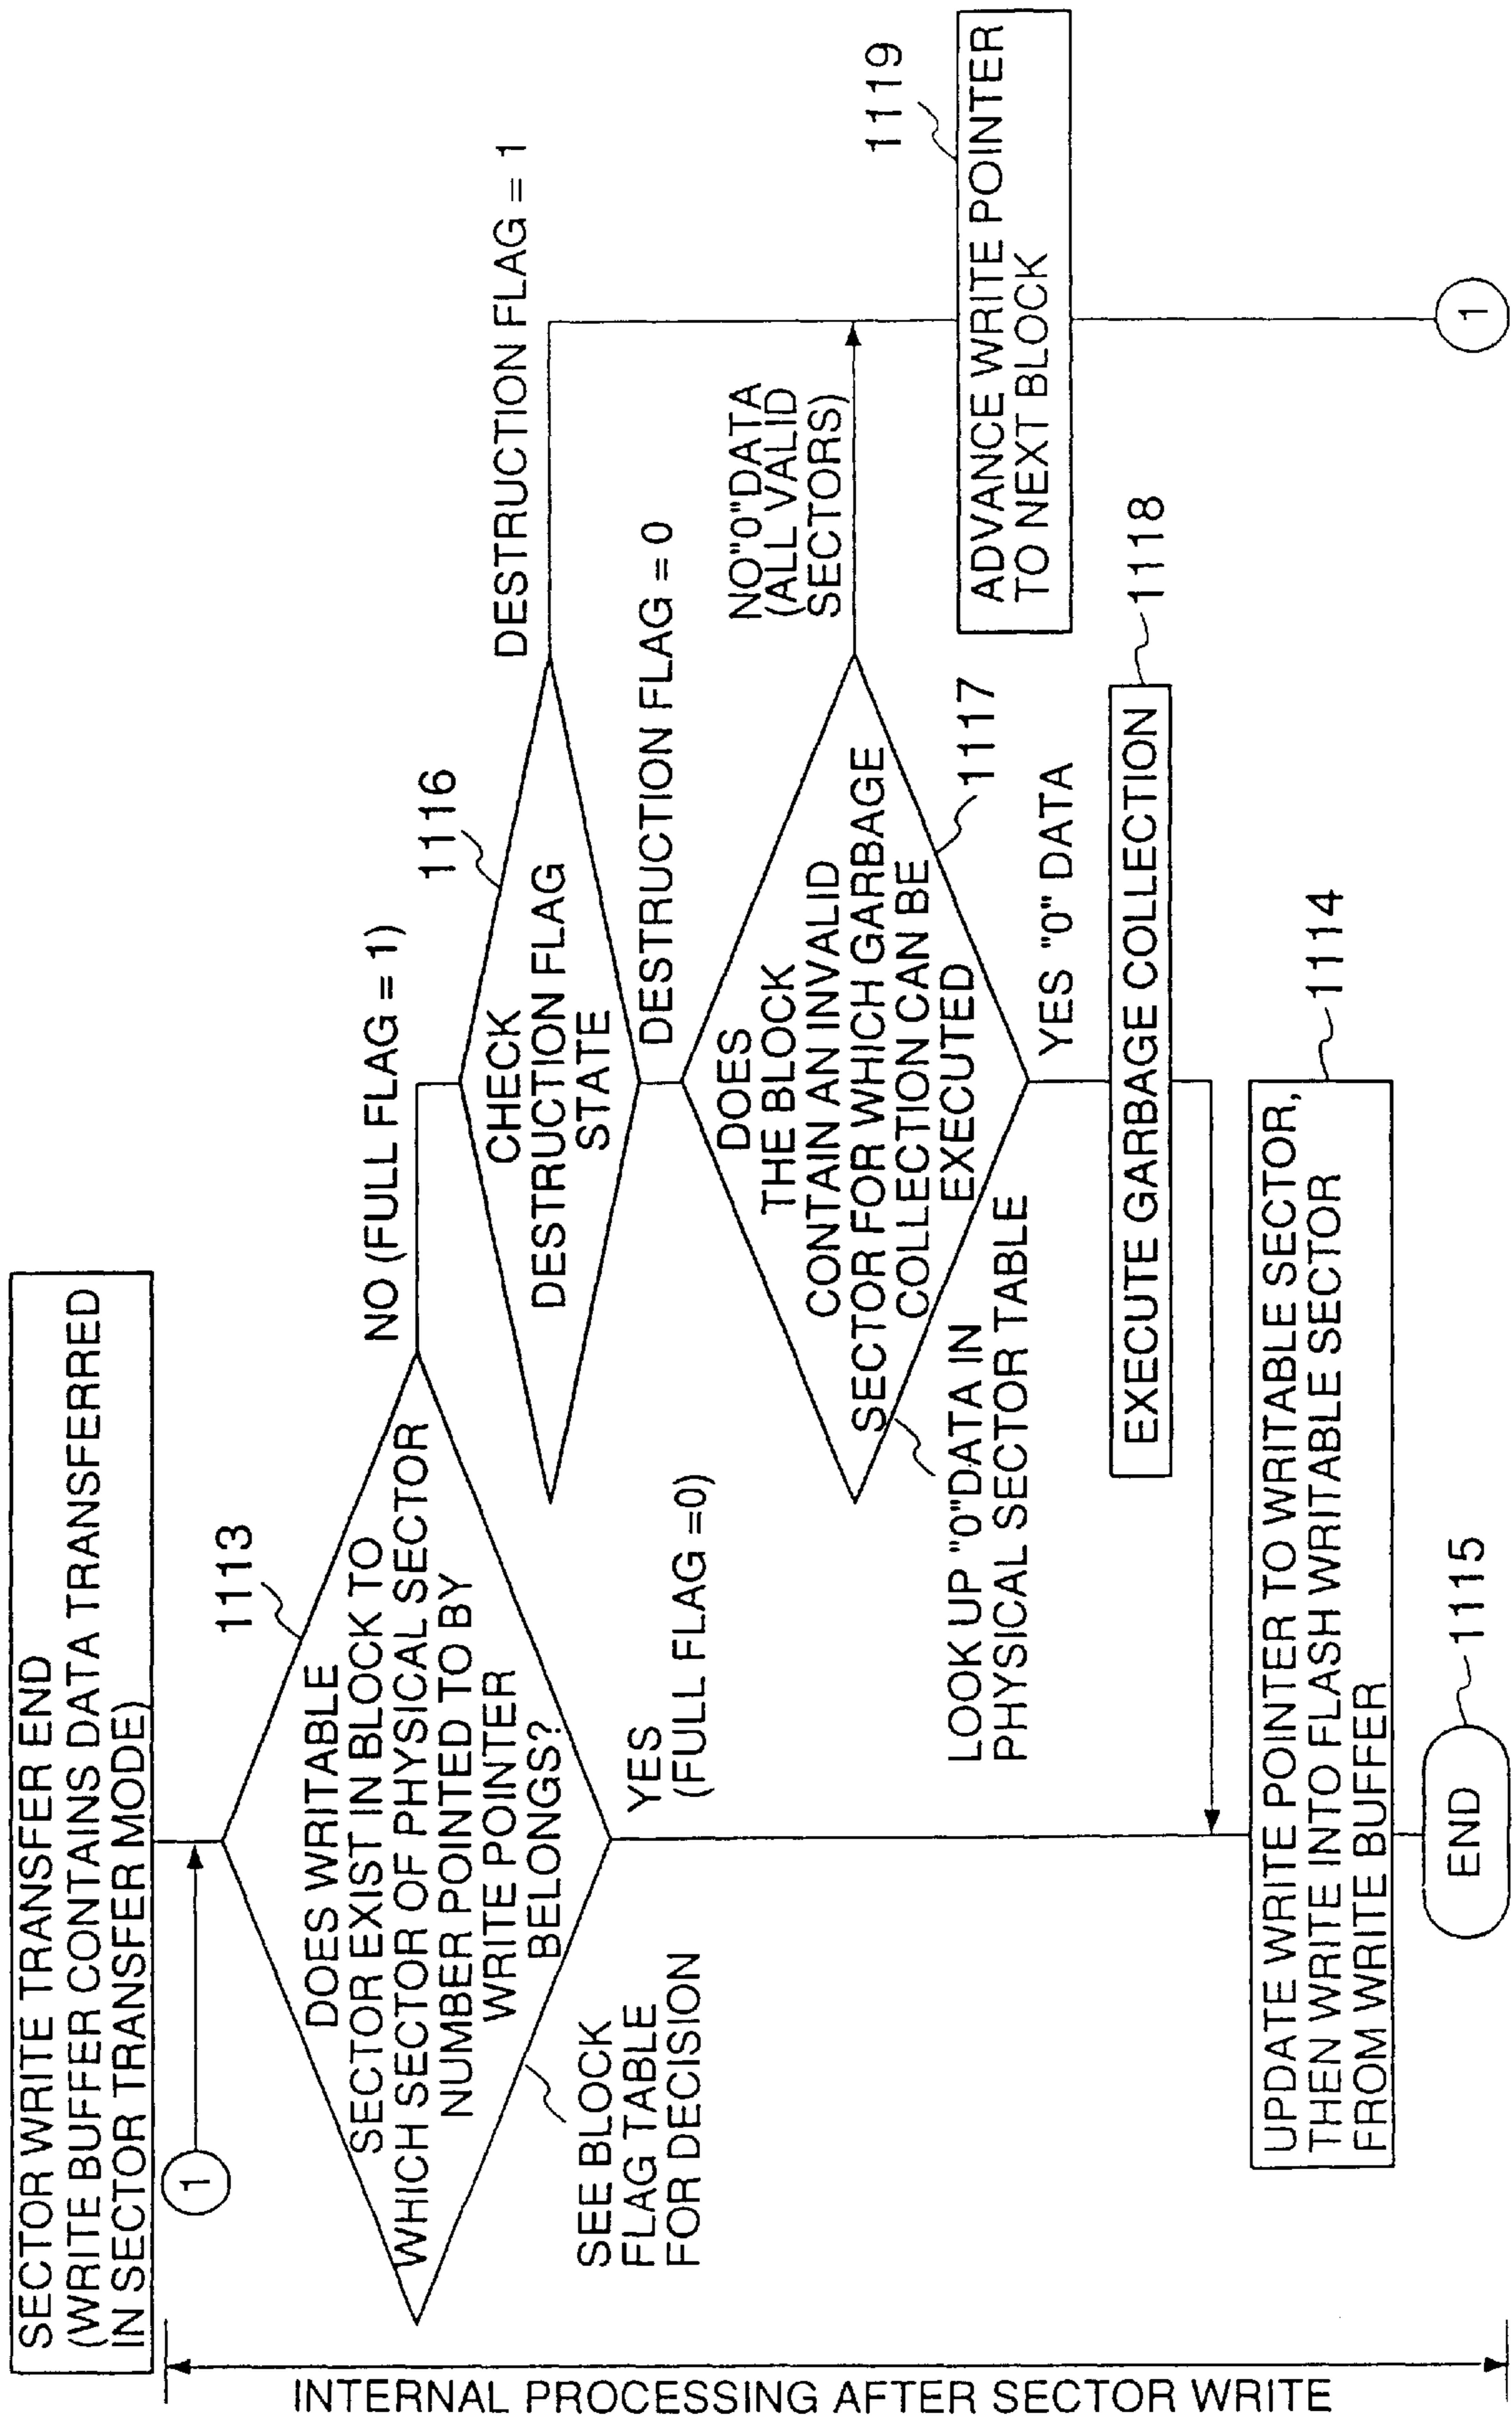 SECTOR WRITE TRANSFER END
(WRITE BUFFER CONTAINS DATA TRANSFERRED
IN SECTOR TRANSFER MODE)
1
1113
DOES WRITABLE
SECTOR EXIST IN BLOCK TO
WHICH SECTOR OF PHYSICAL SECTOR
NUMBER POINTED TO BY
WRITE POINTER
BELONGS?
NO (FULL FLAG = 1)
SEE BLOCK
FLAG TABLE
FOR DECISION
YES
(FULL FLAG =0)
1116
CHECK
DESTRUCTION FLAG
STATE
DESTRUCTION FLAG = 1
DESTRUCTION FLAG = 0
DOES
THE BLOCK
CONTAIN AN INVALID
SECTOR FOR WHICH GARBAGE
COLLECTION CAN BE
EXECUTED
1117
NO"0"DATA
(ALL VALID
SECTORS)
LOOK UP "0"DATA IN
PHYSICAL SECTOR TABLE
YES "0" DATA
1119
ADVANCE WRITE POINTER
TO NEXT BLOCK
EXECUTE GARBAGE COLLECTION
1118
UPDATE WRITE POINTER TO WRITABLE SECTOR,
THEN WRITE INTO FLASH WRITABLE SECTOR
FROM WRITE BUFFER
1114
END
1115
1
INTERNAL PROCESSING AFTER SECTOR WRITE